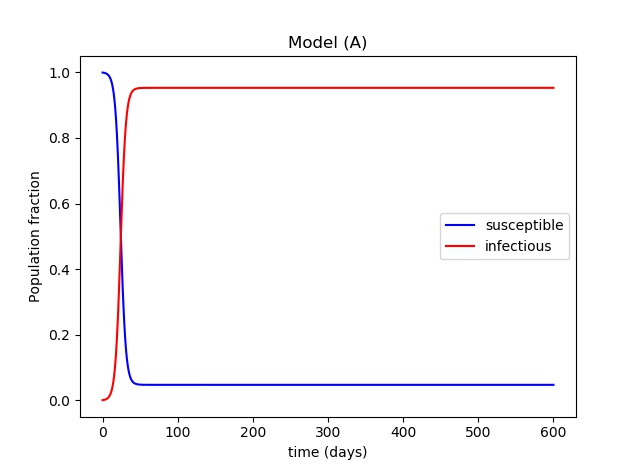 Model (A)
1.0
0.8
0.6
0.4
0.2
0.0
Population fraction
susceptible
infectious
0 100 200 300 400 500 600
time (days)